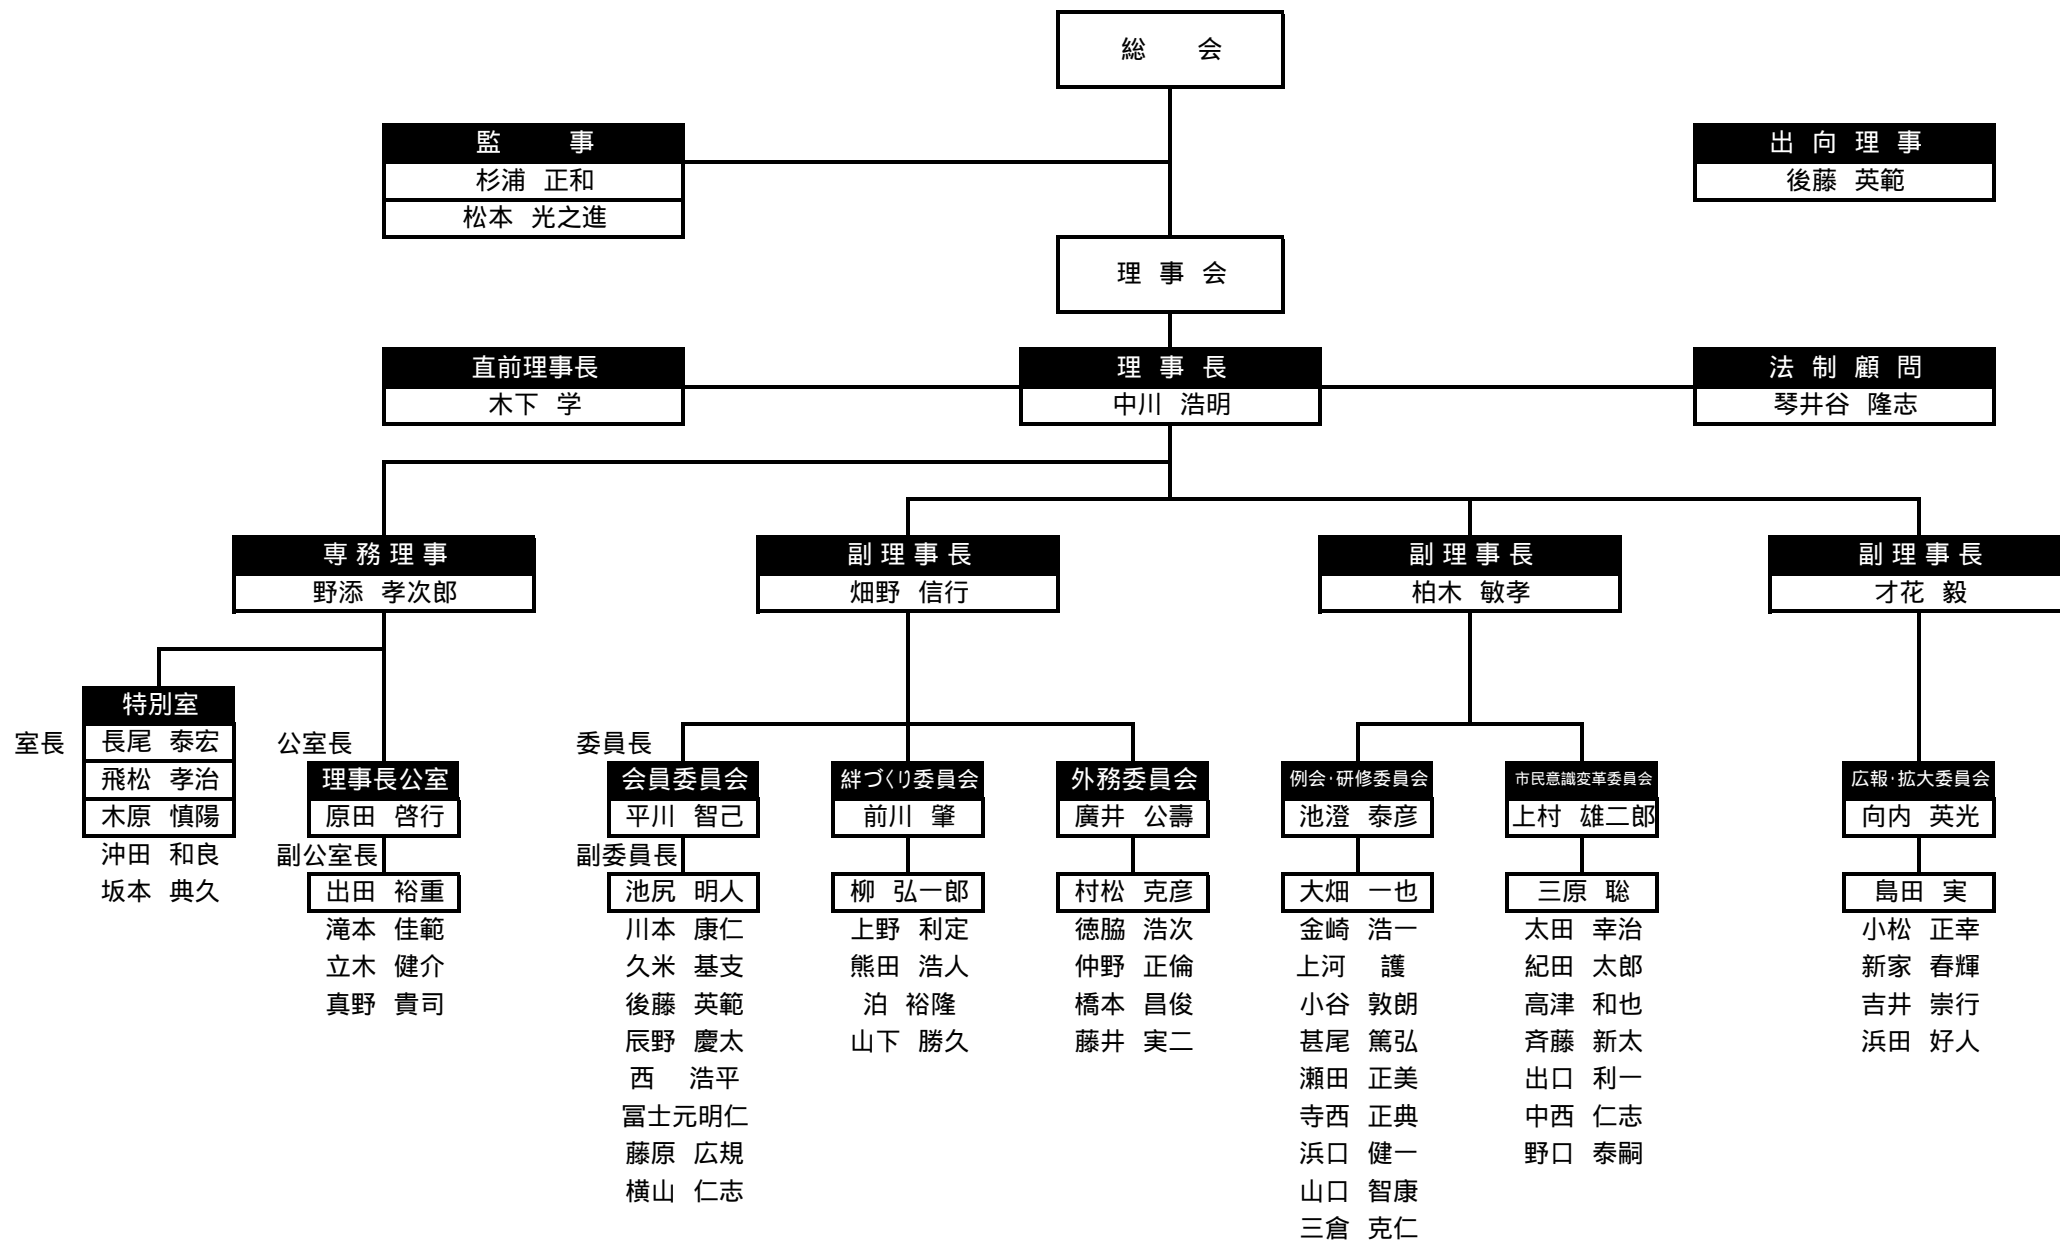 総　会
監　事
杉浦 正和
松本 光之進
出 向 理 事
後藤 英範
理 事 会
直前理事長
木下 学
理 事 長
中川 浩明
法 制 顧 問
琴井谷 隆志
専 務 理 事
野添 孝次郎
副 理 事 長
畑野 信行
副 理 事 長
柏木 敏孝
副 理 事 長
才花 毅
特別室
室長
長尾 泰宏
飛松 孝治
木原 慎陽
沖田 和良
坂本 典久
公室長
理事長公室
原田 啓行
副公室長
出田 裕重
滝本 佳範
立木 健介
真野 貴司
委員長
会員委員会
平川 智己
副委員長
池尻 明人
川本 康仁
久米 基支
後藤 英範
辰野 慶太
西 浩平
冨士元明仁
藤原 広規
横山 仁志
絆づくり委員会
前川 肇
柳 弘一郎
上野 利定
熊田 浩人
泊 裕隆
山下 勝久
外務委員会
廣井 公壽
村松 克彦
徳脇 浩次
仲野 正倫
橋本 昌俊
藤井 実二
例会・研修委員会
池澄 泰彦
大畑 一也
金崎 浩一
上河 護
小谷 敦朗
甚尾 篤弘
瀬田 正美
寺西 正典
浜口 健一
山口 智康
三倉 克仁
市民意識変革委員会
上村 雄二郎
三原 聡
太田 幸治
紀田 太郎
高津 和也
斉藤 新太
出口 利一
中西 仁志
野口 泰嗣
広報・拡大委員会
向内 英光
島田 実
小松 正幸
新家 春輝
吉井 崇行
浜田 好人